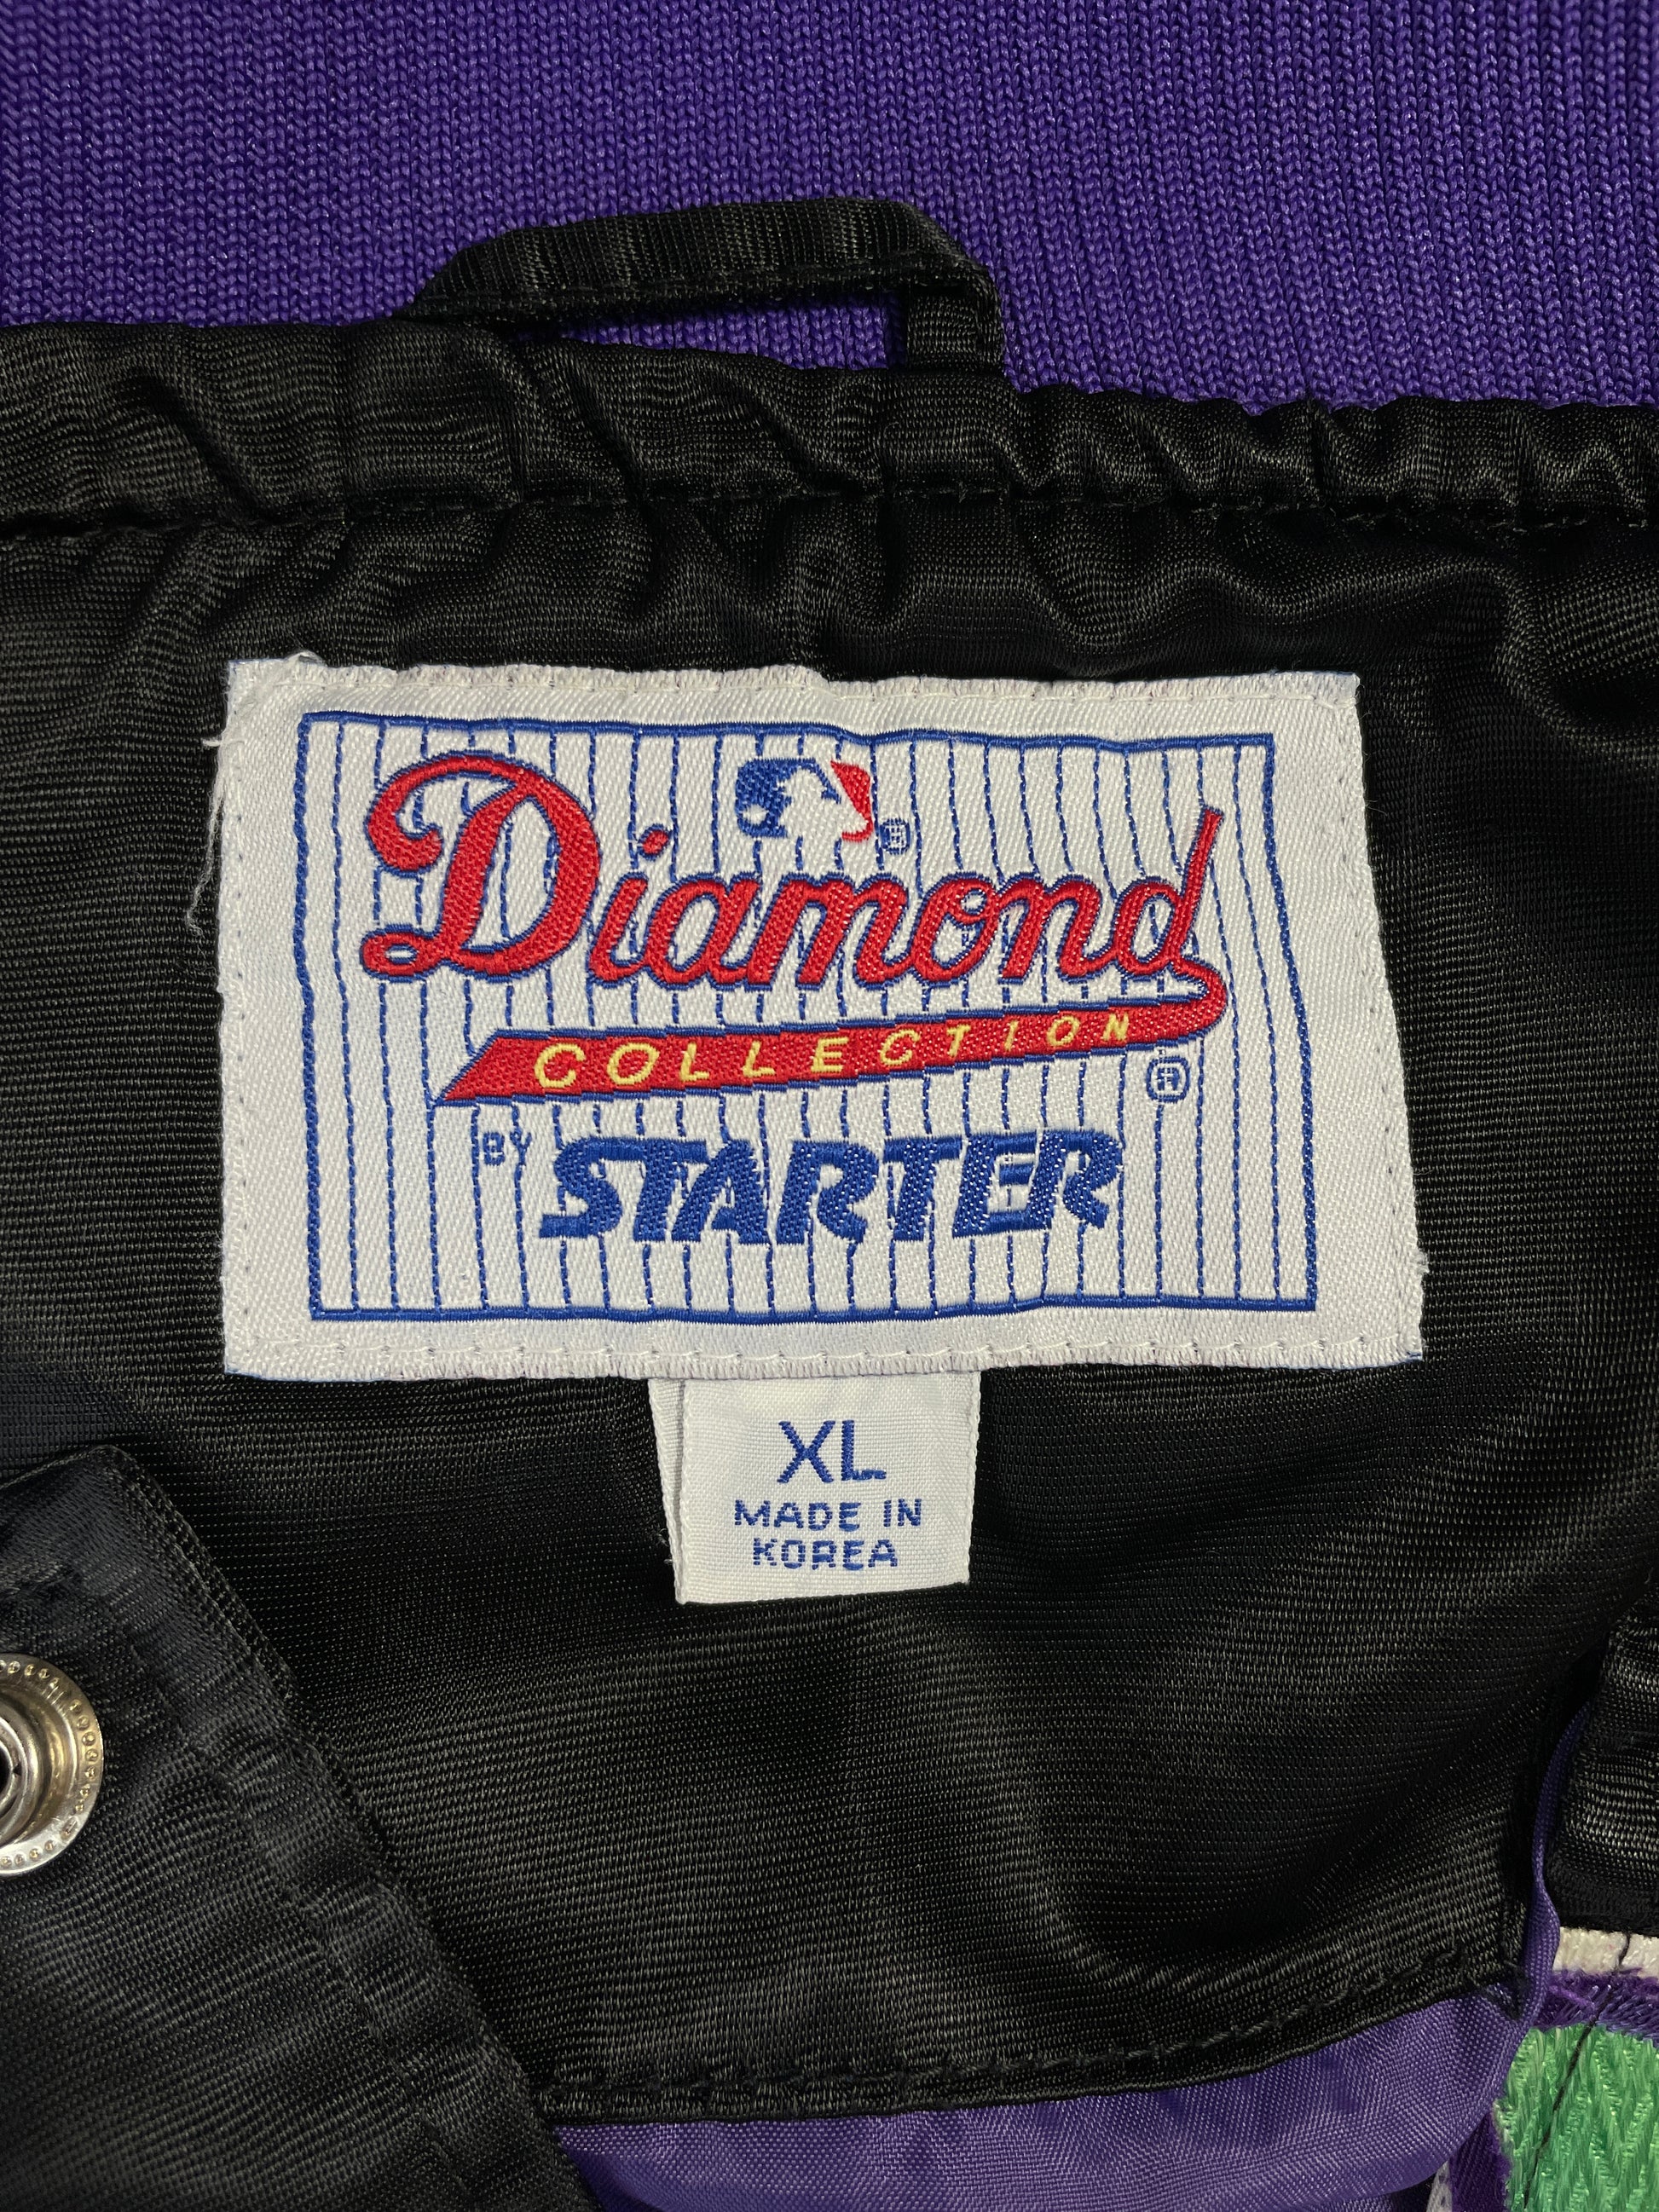 Diamond
®
COLLECTION
®
BY STARTER
XL
MADE IN
KOREA